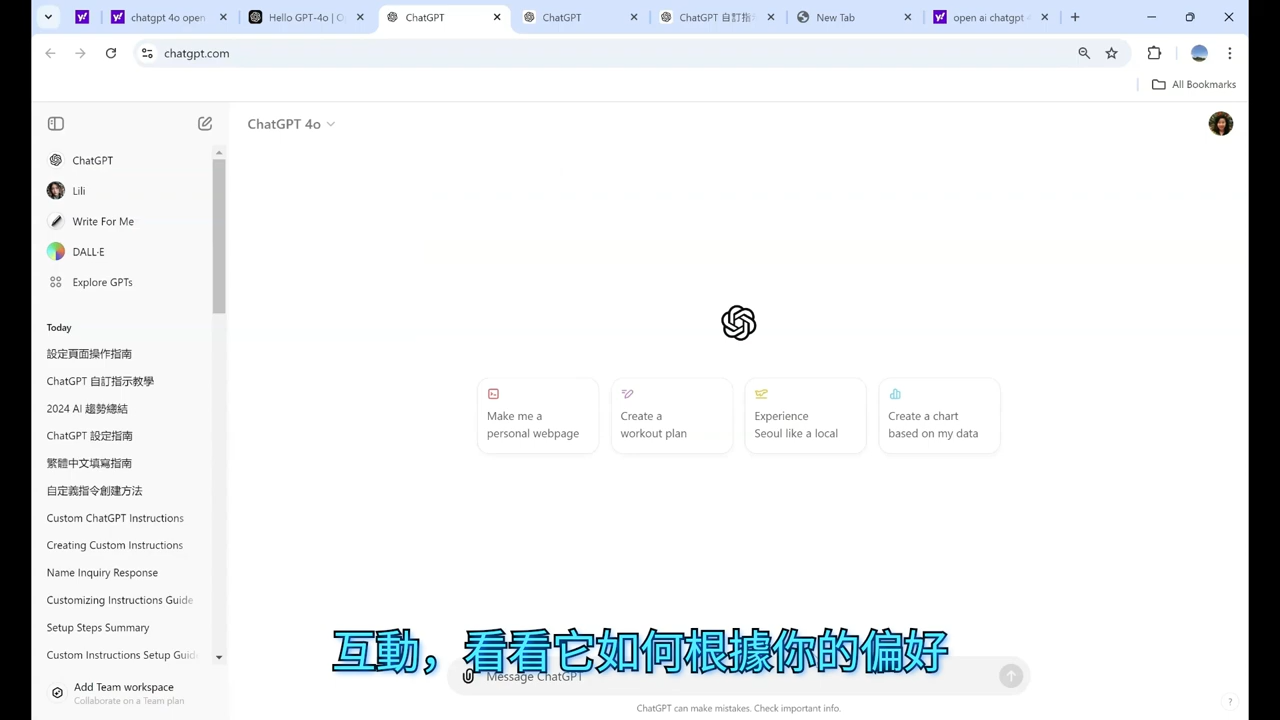 chatgpt 4o open
Hello GPT-4o | O
ChatGPT
ChatGPT
ChatGPT 自訂指
New Tab
open ai chatgpt
chatgpt.com
All Bookmarks
ChatGPT 4o
ChatGPT
Lili
Write For Me
DALL·E
Explore GPTs
Today
設定頁面操作指南
ChatGPT 自訂指示教學
2024 AI 趨勢總結
ChatGPT 設定指南
繁體中文填寫指南
自定義指令創建方法
Custom ChatGPT Instructions
Creating Custom Instructions
Name Inquiry Response
Customizing Instructions Guide
Setup Steps Summary
Custom Instructions Setup Guid
Add Team workspace
Collaborate on a Team plan
Make me a
personal webpage
Create a
workout plan
Experience
Seoul like a local
Create a chart
based on my data
互動，看看它如何根據你的偏好
Message ChatGPT
ChatGPT can make mistakes. Check important info.
?